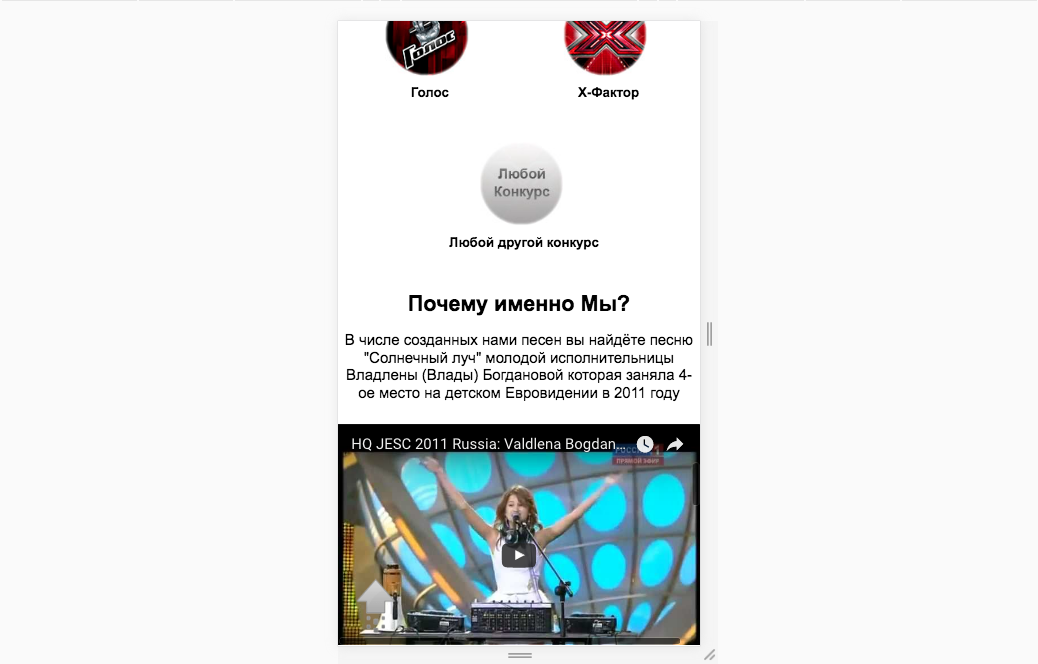 Голос
Голос
Х-Фактор
Любой
Конкурс
Любой другой конкурс
Почему именно Мы?
В числе созданных нами песен вы найдёте песню
"Солнечный луч" молодой исполнительницы
Владлены (Влады) Богдановой которая заняла 4-
ое место на детском Евровидении в 2011 году
HQ JESC 2011 Russia: Valdlena Bogdan...
РОССИЯ 1
ПРЯМОЙ ЭФИР